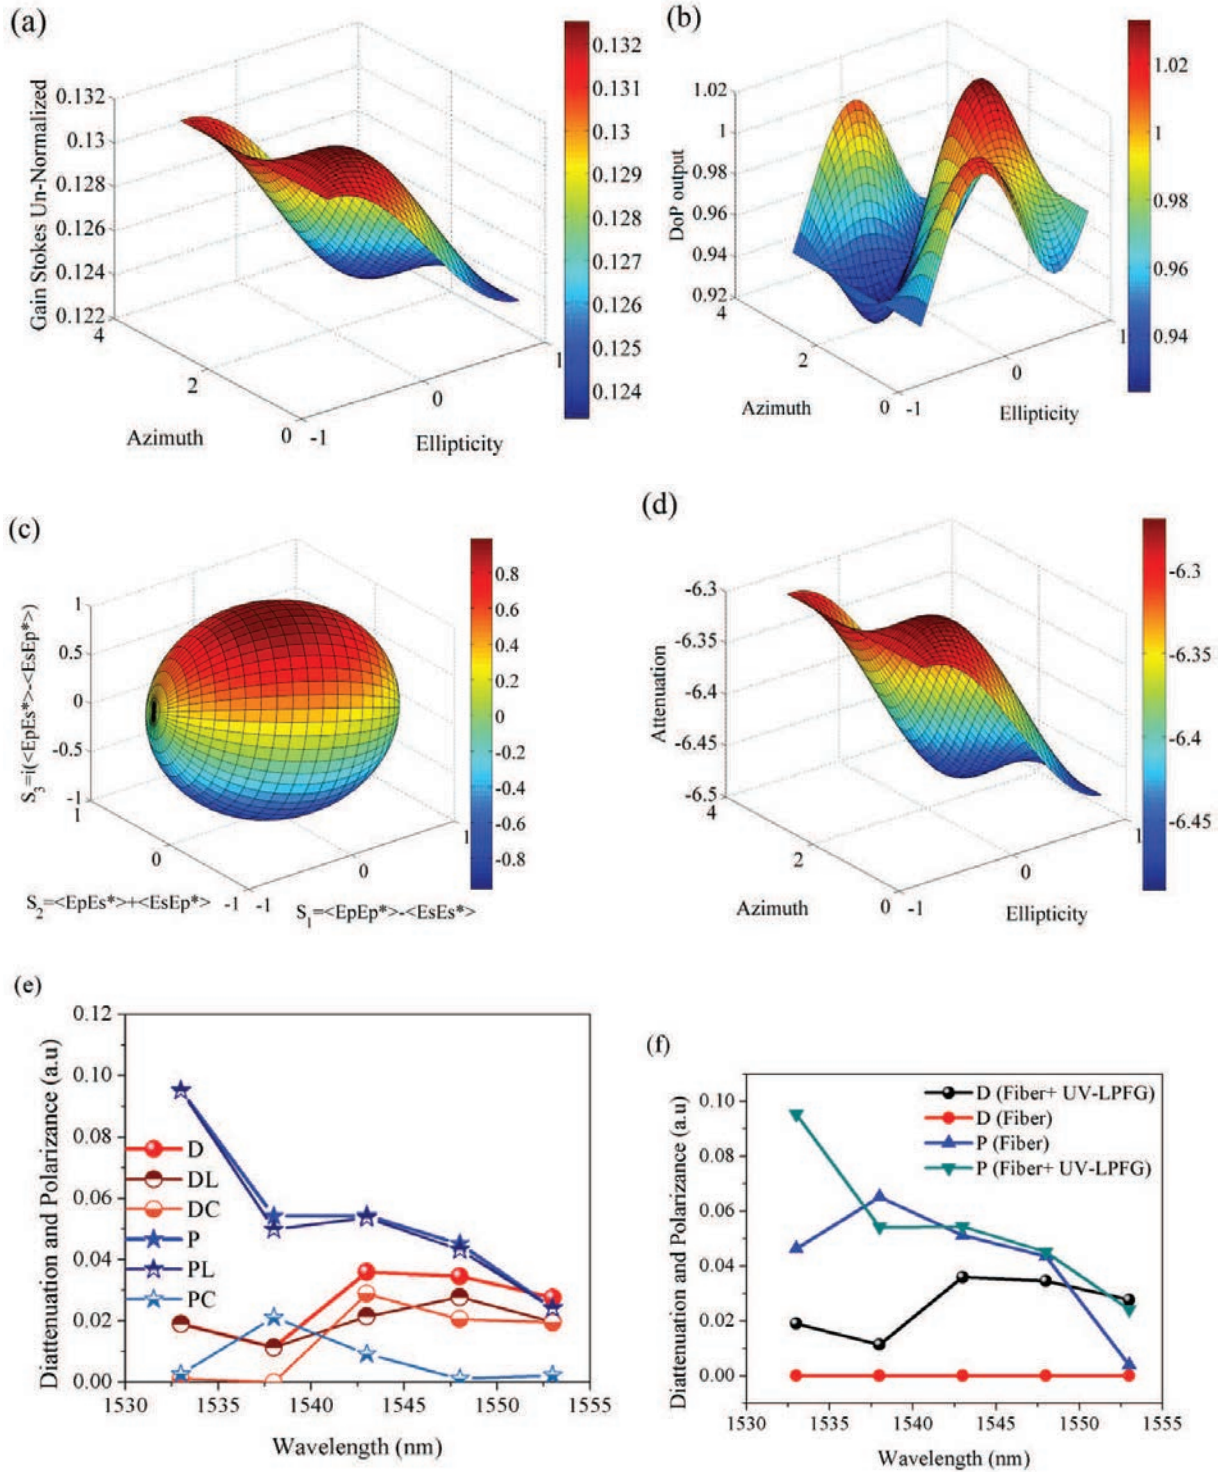 (a)
Gain Stokes Un-Normalized
0.132
0.13
0.128
0.126
0.124
0.122
4
2
0
-1
0
1
Azimuth
Ellipticity
0.132
0.131
0.13
0.129
0.128
0.127
0.126
0.125
0.124
(b)
DoP output
1.02
1
0.98
0.96
0.94
0.92
4
2
0
-1
0
1
Azimuth
Ellipticity
1.02
1
0.98
0.96
0.94
(c)
S3=i(<EpEs*>-<EsEp*>)
1
0.5
0
-0.5
-1
1
0
-1
-1
0
1
S2=<EpEs*>+<EsEp*>
S1=<EpEp*>-<EsEs*>
0.8
0.6
0.4
0.2
0
-0.2
-0.4
-0.6
-0.8
(d)
Attenuation
-6.3
-6.35
-6.4
-6.45
-6.5
4
2
0
-1
0
1
Azimuth
Ellipticity
-6.3
-6.35
-6.4
-6.45
(e)
Diattenuation and Polarizance (a.u)
0.12
0.10
0.08
0.06
0.04
0.02
0.00
D
DL
DC
P
PL
PC
1530 1535 1540 1545 1550 1555
Wavelength (nm)
(f)
Diattenuation and Polarizance (a.u)
0.10
0.08
0.06
0.04
0.02
0.00
D (Fiber+ UV-LPFG)
D (Fiber)
P (Fiber)
P (Fiber+ UV-LPFG)
1530 1535 1540 1545 1550 1555
Wavelength (nm)